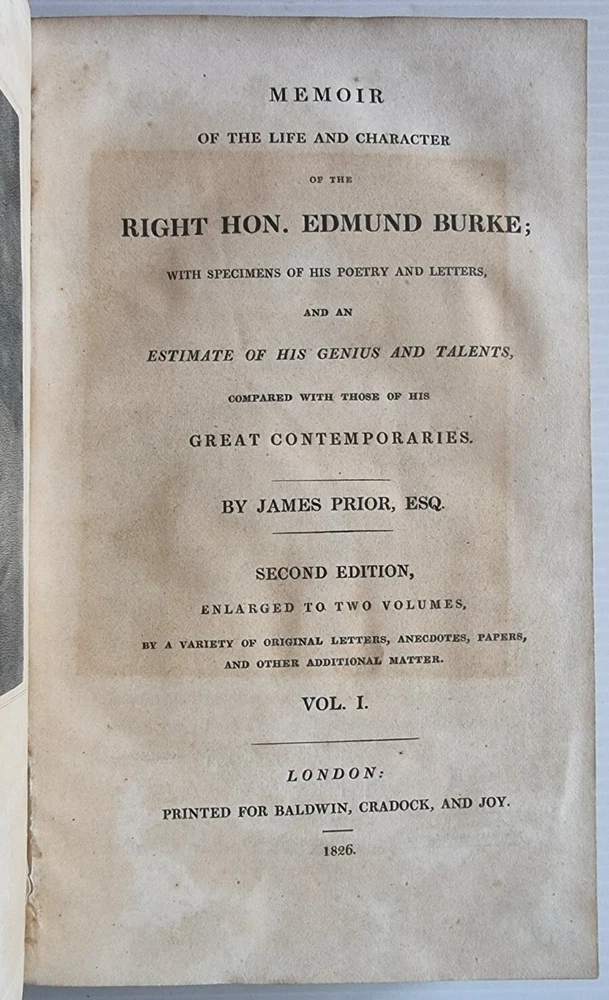 MEMOIR
OF THE LIFE AND CHARACTER
OF THE
RIGHT HON. EDMUND BURKE;
WITH SPECIMENS OF HIS POETRY AND LETTERS,
AND AN
ESTIMATE OF HIS GENIUS AND TALENTS,
COMPARED WITH THOSE OF HIS
GREAT CONTEMPORARIES.
BY JAMES PRIOR, ESQ.
SECOND EDITION,
ENLARGED TO TWO VOLUMES,
BY A VARIETY OF ORIGINAL LETTERS, ANECDOTES, PAPERS,
AND OTHER ADDITIONAL MATTER.
VOL. I.
LONDON:
PRINTED FOR BALDWIN, CRADOCK, AND JOY.
1826.